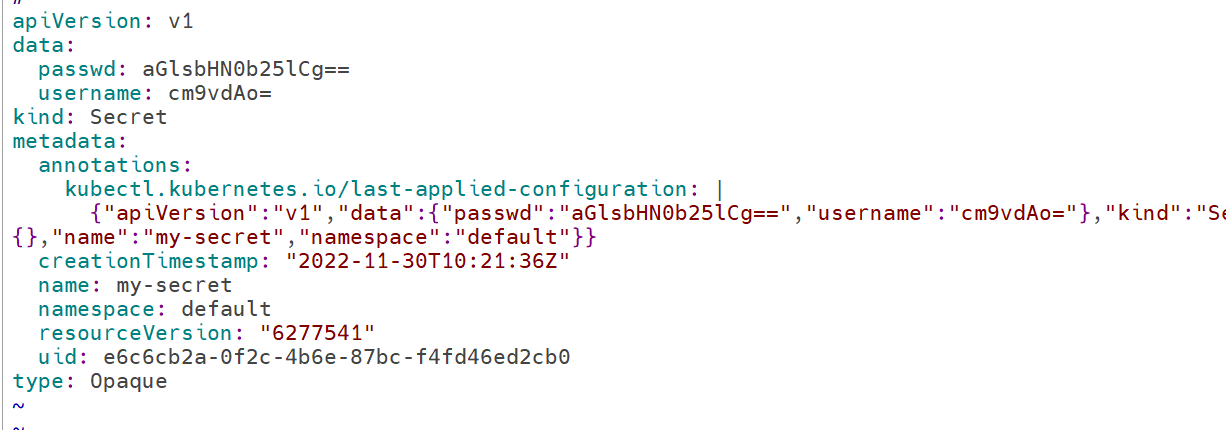 #
apiVersion: v1
data:
  passwd: aGlsbHN0b25lCg==
  username: cm9vdAo=
kind: Secret
metadata:
  annotations:
    kubectl.kubernetes.io/last-applied-configuration: |
      {"apiVersion":"v1","data":{"passwd":"aGlsbHN0b25lCg==","username":"cm9vdAo="},"kind":"Se
{},"name":"my-secret","namespace":"default"}}
  creationTimestamp: "2022-11-30T10:21:36Z"
  name: my-secret
  namespace: default
  resourceVersion: "6277541"
  uid: e6c6cb2a-0f2c-4b6e-87bc-f4fd46ed2cb0
type: Opaque
~
~